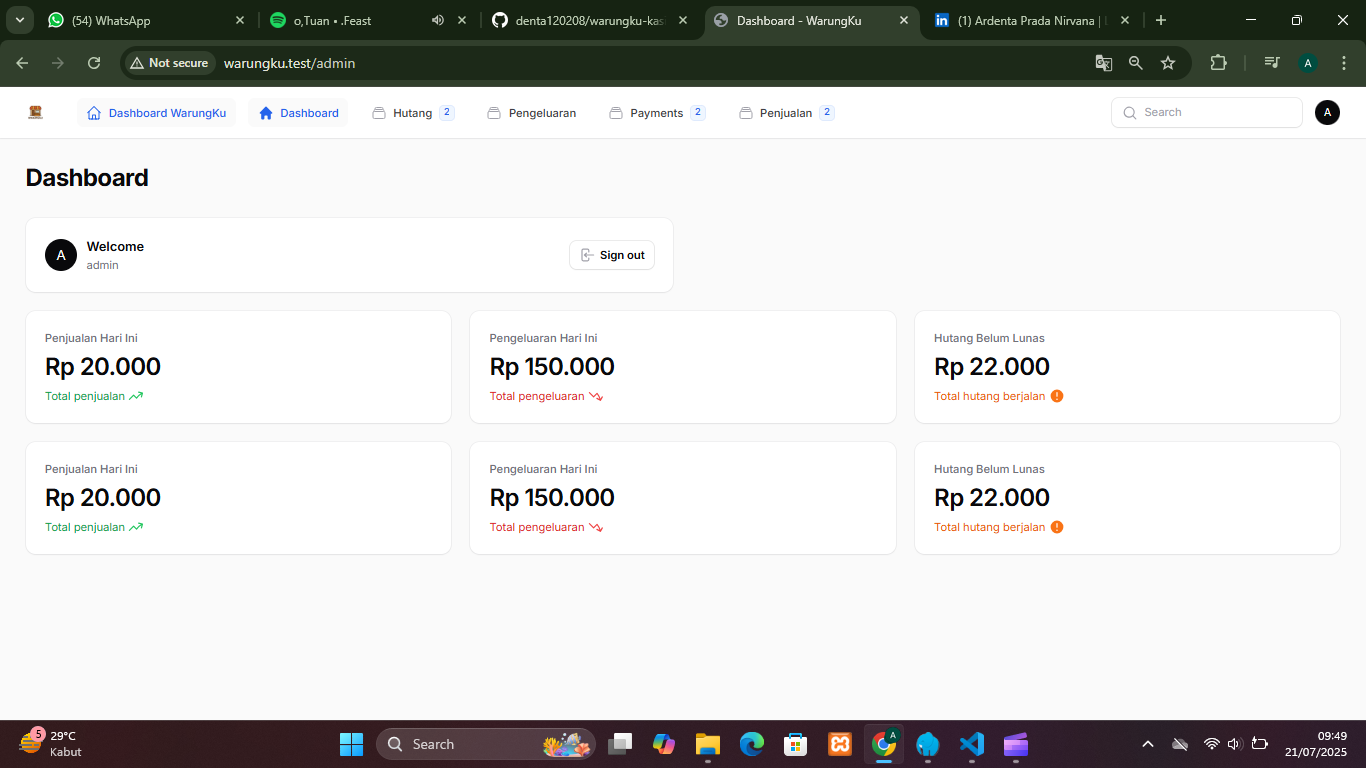 (54) WhatsApp
o,Tuan • .Feast
denta120208/warungku-kasi
Dashboard - WarungKu
(1) Ardenta Prada Nirvana |
Not secure
warungku.test/admin
A
Dashboard WarungKu
Dashboard
Hutang 2
Pengeluaran
Payments 2
Penjualan 2
Search
A
Dashboard
A
Welcome
admin
Sign out
Penjualan Hari Ini
Rp 20.000
Total penjualan
Pengeluaran Hari Ini
Rp 150.000
Total pengeluaran
Hutang Belum Lunas
Rp 22.000
Total hutang berjalan
Penjualan Hari Ini
Rp 20.000
Total penjualan
Pengeluaran Hari Ini
Rp 150.000
Total pengeluaran
Hutang Belum Lunas
Rp 22.000
Total hutang berjalan
5
29°C
Kabut
Search
A
09:49
21/07/2025